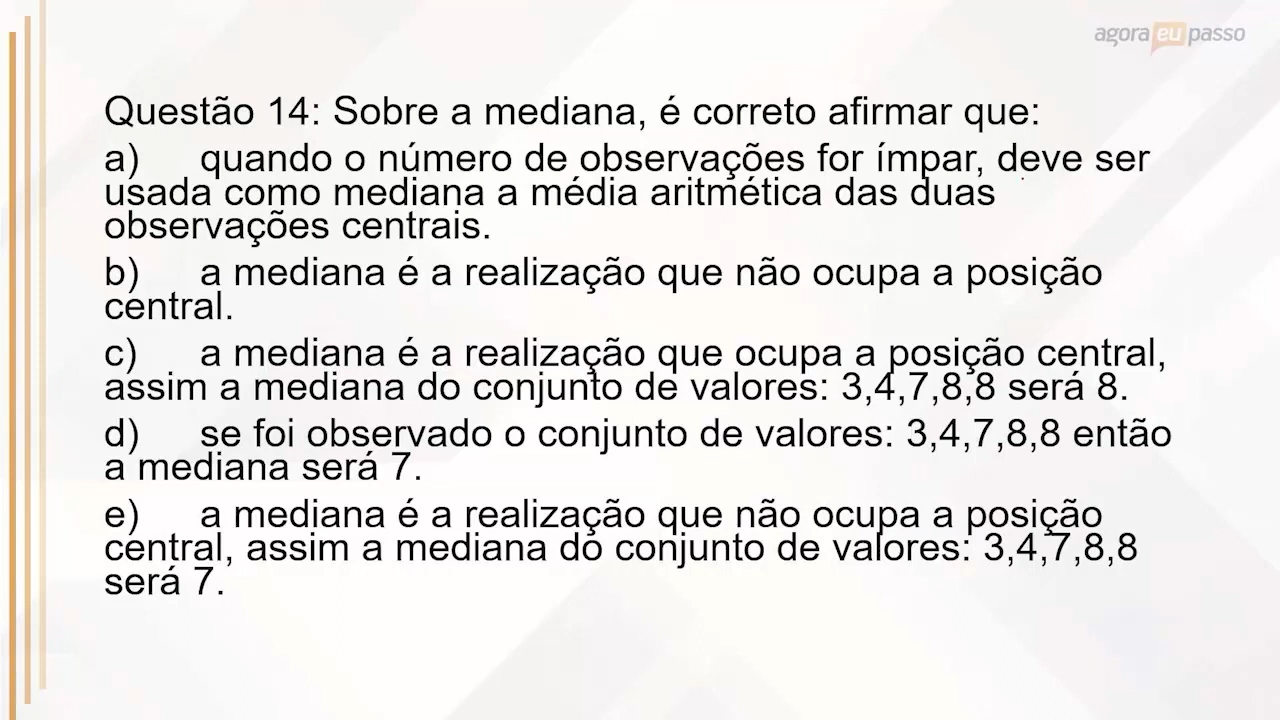 agora eu passo
Questão 14: Sobre a mediana, é correto afirmar que:
a) quando o número de observações for ímpar, deve ser
usada como mediana a média aritmética das duas
observações centrais.
b) a mediana é a realização que não ocupa a posição
central.
c) a mediana é a realização que ocupa a posição central,
assim a mediana do conjunto de valores: 3,4,7,8,8 será 8.
d) se foi observado o conjunto de valores: 3,4,7,8,8 então
a mediana será 7.
e) a mediana é a realização que não ocupa a posição
central, assim a mediana do conjunto de valores: 3,4,7,8,8
será 7.